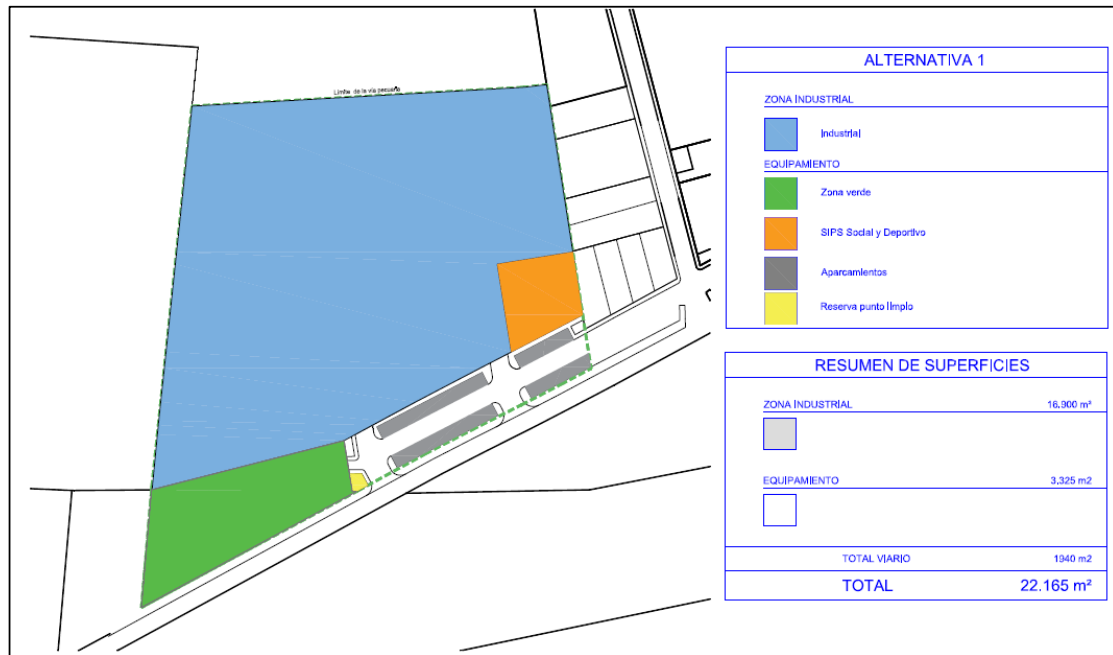 Límite de la vía pecuaria
ALTERNATIVA 1
ZONA INDUSTRIAL
Industrial
EQUIPAMIENTO
Zona verde
SIPS Social y Deportivo
Aparcamientos
Reserva punto limpio
RESUMEN DE SUPERFICIES
ZONA INDUSTRIAL 16.900 m²
EQUIPAMIENTO 3.325 m2
TOTAL VIARIO 1940 m2
TOTAL 22.165 m²